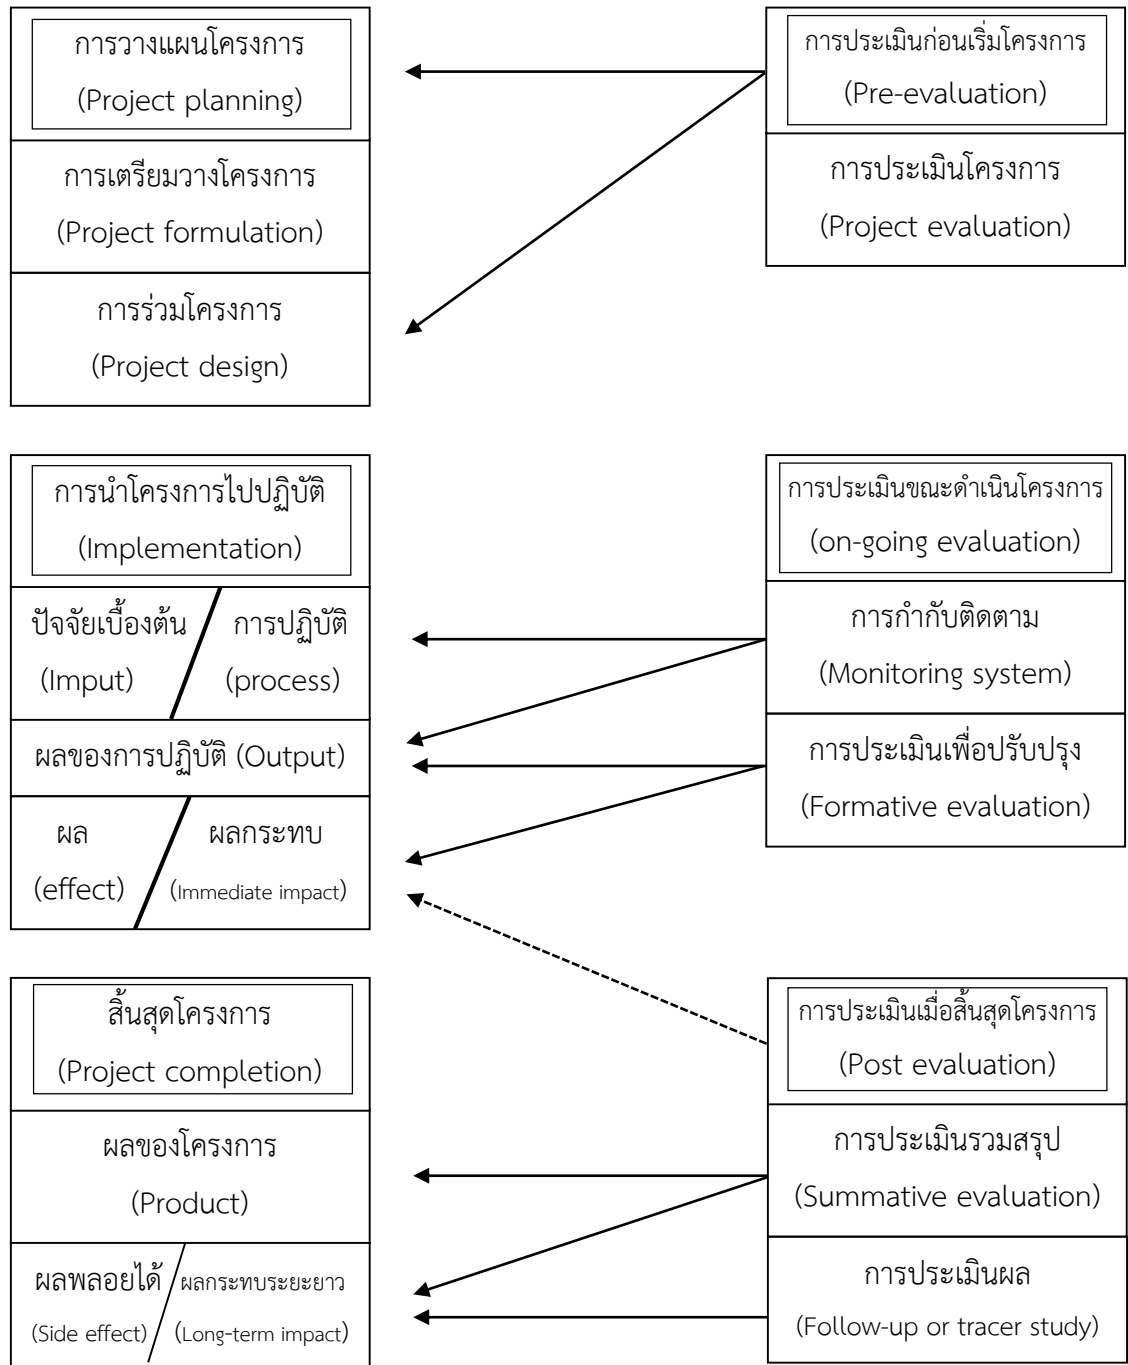 การวางแผนโครงการ
(Project planning)
การเตรียมวางโครงการ
(Project formulation)
การร่วมโครงการ
(Project design)
การประเมินก่อนเริ่มโครงการ
(Pre-evaluation)
การประเมินโครงการ
(Project evaluation)
การนำโครงการไปปฏิบัติ
(Implementation)
ปัจจัยเบื้องต้น
(Imput)
การปฏิบัติ
(process)
ผลของการปฏิบัติ (Output)
ผล
(effect)
ผลกระทบ
(Immediate impact)
การประเมินขณะดำเนินโครงการ
(on-going evaluation)
การกำกับติดตาม
(Monitoring system)
การประเมินเพื่อปรับปรุง
(Formative evaluation)
สิ้นสุดโครงการ
(Project completion)
ผลของโครงการ
(Product)
ผลพลอยได้
(Side effect)
ผลกระทบระยะยาว
(Long-term impact)
การประเมินเมื่อสิ้นสุดโครงการ
(Post evaluation)
การประเมินรวมสรุป
(Summative evaluation)
การประเมินผล
(Follow-up or tracer study)